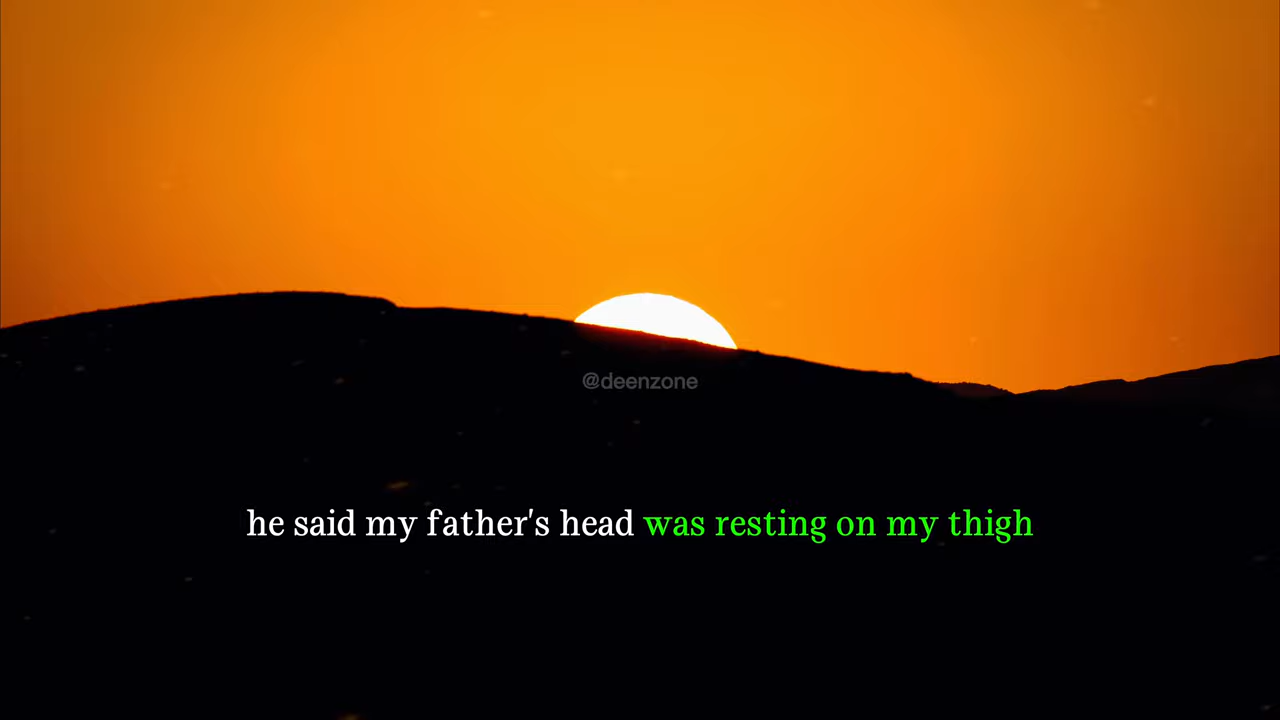 @deenzone
he said my father's head was resting on my thigh